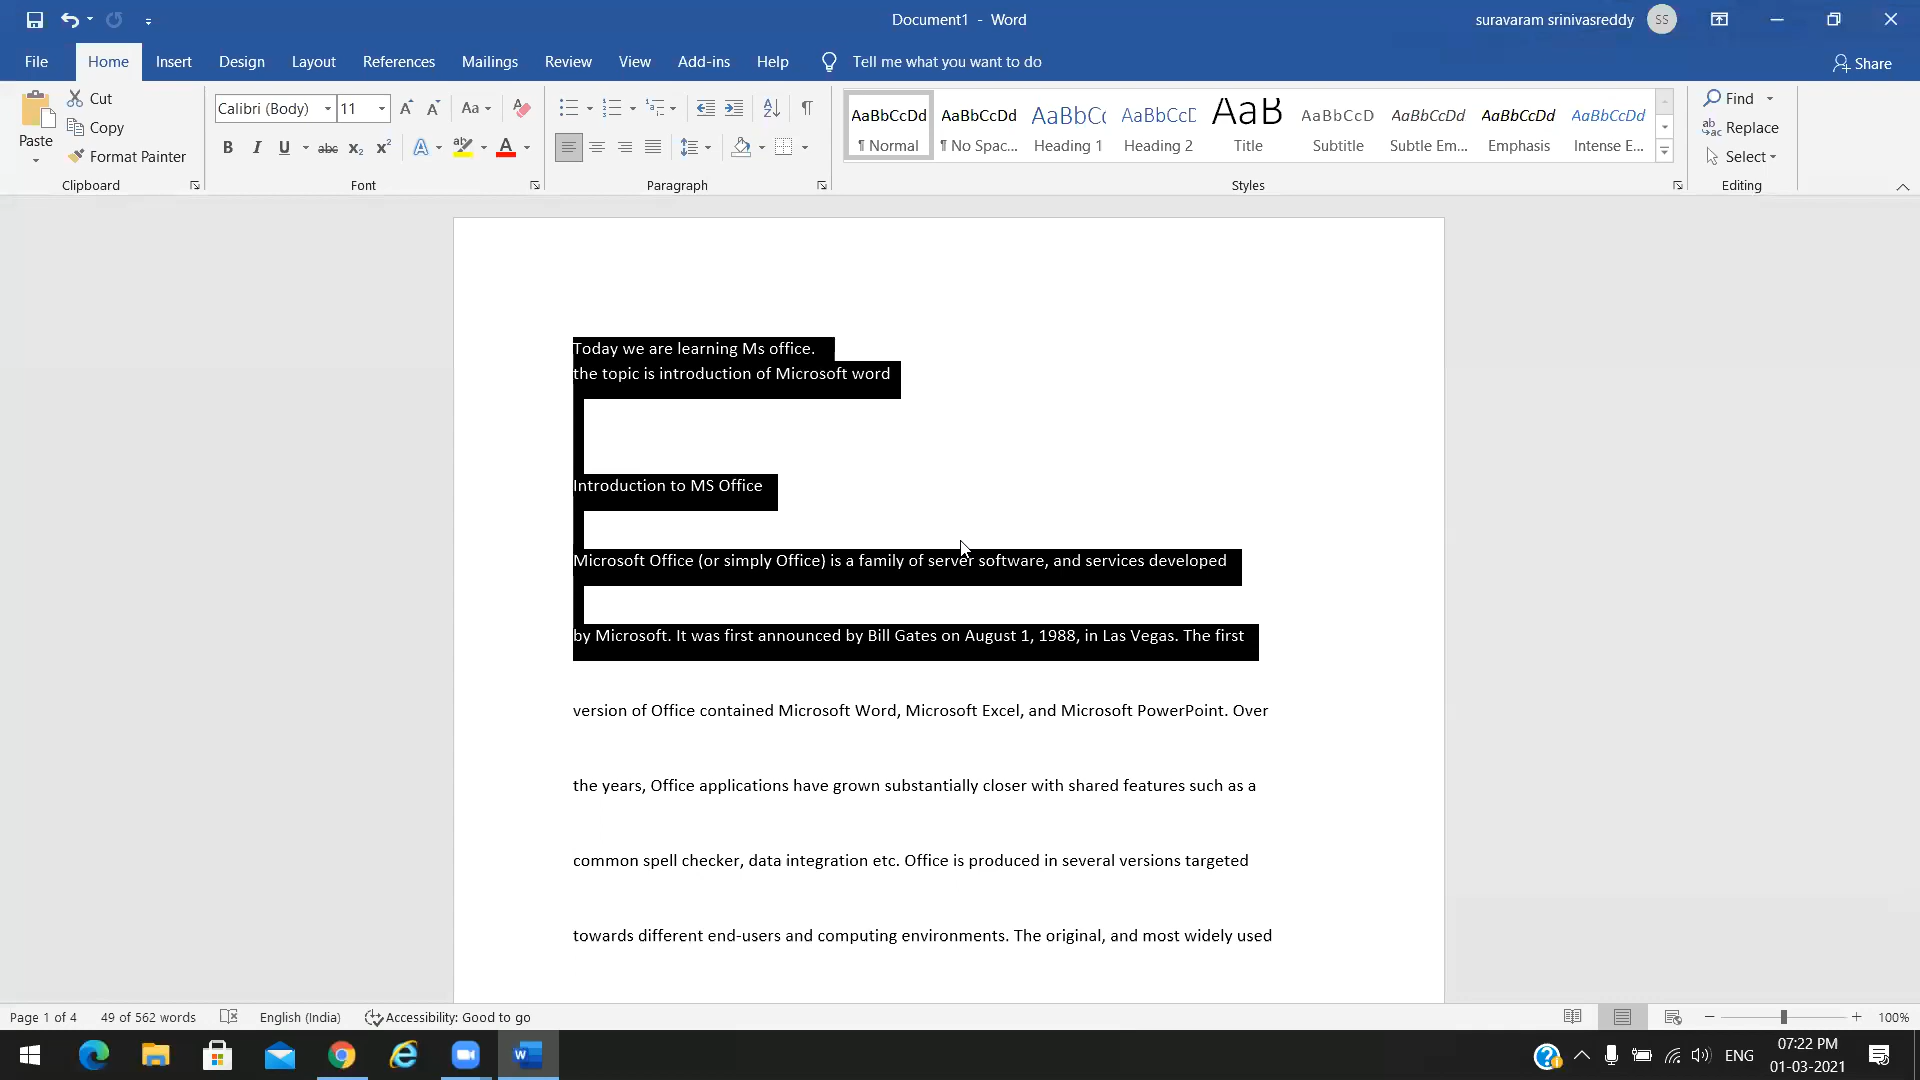 Document1 - Word
suravaram srinivasreddy
SS
File
Home
Insert
Design
Layout
References
Mailings
Review
View
Add-ins
Help
Tell me what you want to do
Share
Paste
Cut
Copy
Format Painter
Clipboard
Calibri (Body)
11
Font
Paragraph
AaBbCcDd
¶ Normal
AaBbCcDd
¶ No Spac...
AaBbCc
Heading 1
AaBbCcD
Heading 2
AaB
Title
AaBbCcD
Subtitle
AaBbCcDd
Subtle Em...
AaBbCcDd
Emphasis
AaBbCcDd
Intense E...
Styles
Find
Replace
Select
Editing
Today we are learning Ms office.
the topic is introduction of Microsoft word
Introduction to MS Office
Microsoft Office (or simply Office) is a family of server software, and services developed
by Microsoft. It was first announced by Bill Gates on August 1, 1988, in Las Vegas. The first
version of Office contained Microsoft Word, Microsoft Excel, and Microsoft PowerPoint. Over
the years, Office applications have grown substantially closer with shared features such as a
common spell checker, data integration etc. Office is produced in several versions targeted
towards different end-users and computing environments. The original, and most widely used
Page 1 of 4
49 of 562 words
English (India)
Accessibility: Good to go
100%
ENG
07:22 PM
01-03-2021